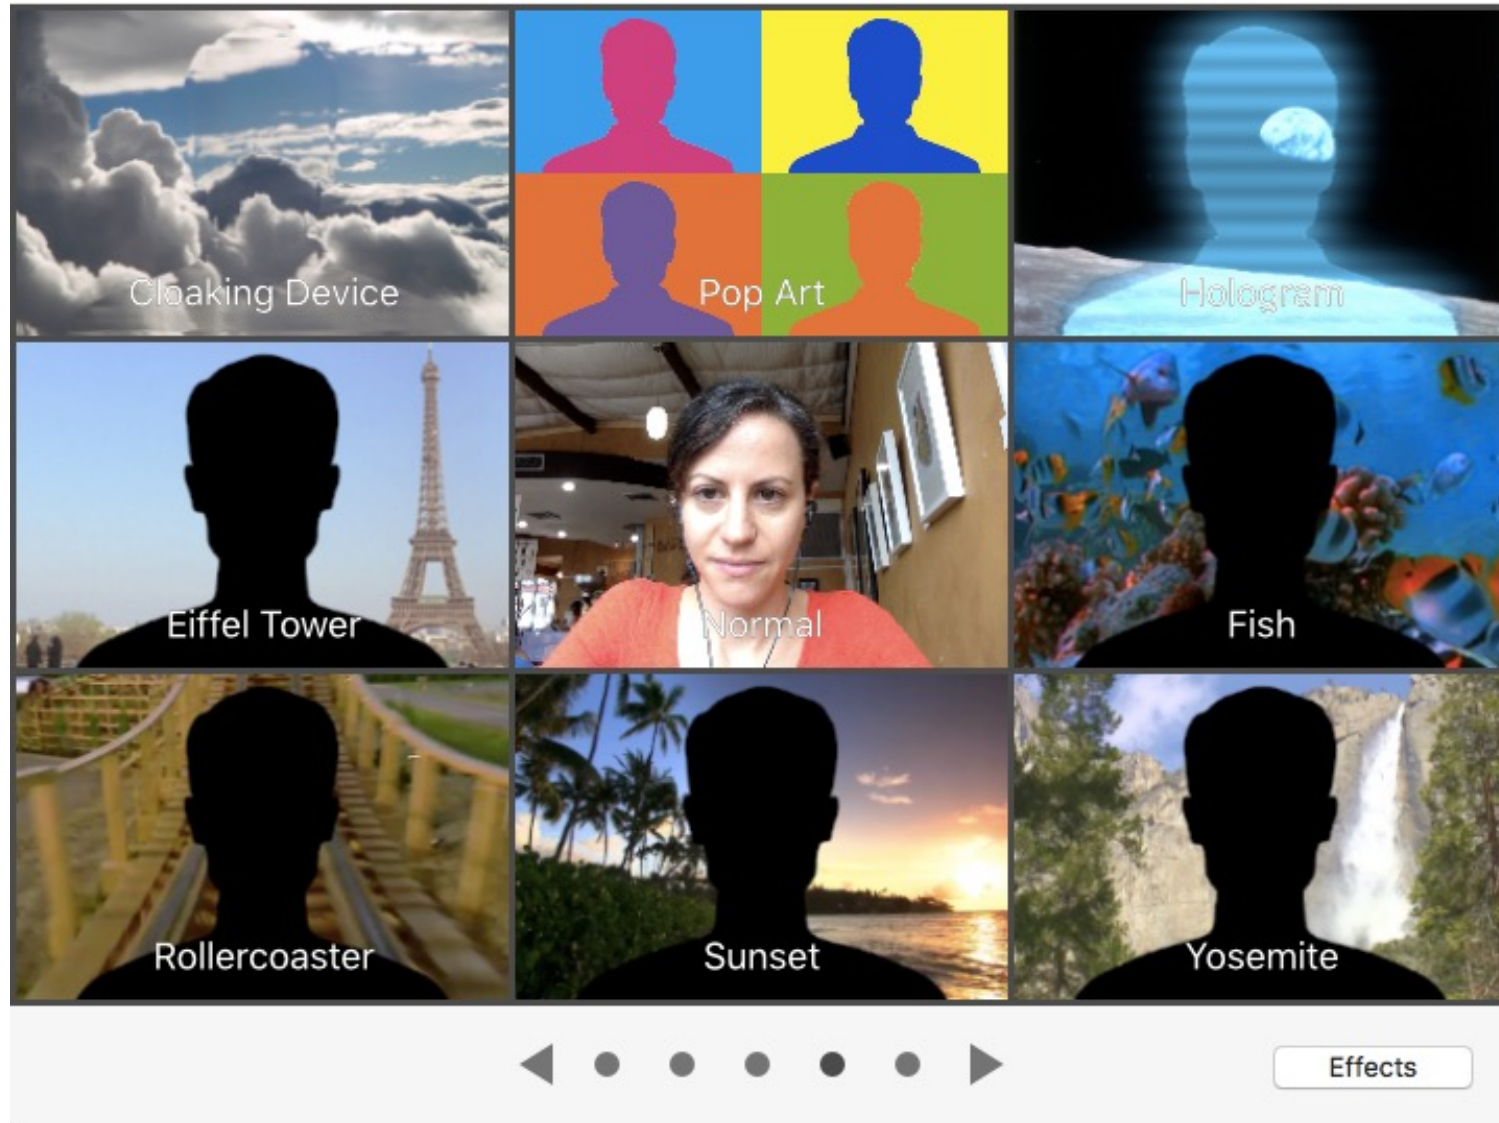 Cloaking Device
Pop Art
Hologram
Eiffel Tower
Normal
Fish
Rollercoaster
Sunset
Yosemite
Effects